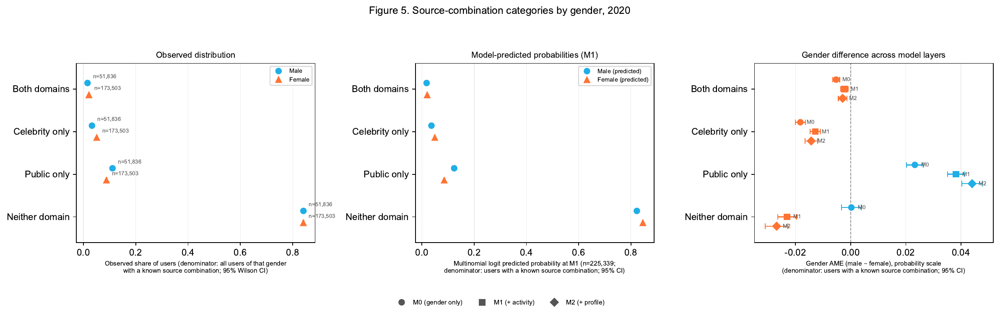 Figure 5. Source-combination categories by gender, 2020
Observed distribution
Male
Female
n=51,836
n=173,503
n=51,836
n=173,503
n=51,836
n=173,503
n=51,836
n=173,503
Both domains
Celebrity only
Public only
Neither domain
0.0 0.2 0.4 0.6 0.8
Observed share of users (denominator: all users of that gender
with a known source combination; 95% Wilson CI)
Model-predicted probabilities (M1)
Male (predicted)
Female (predicted)
Both domains
Celebrity only
Public only
Neither domain
0.0 0.2 0.4 0.6 0.8
Multinomial logit predicted probability at M1 (n=225,339;
denominator: users with a known source combination; 95% CI)
Gender difference across model layers
Both domains
Celebrity only
Public only
Neither domain
M0
M1
M2
M0
M1
M2
M0
M1
M2
M0
M1
M2
-0.02 0.00 0.02 0.04
Gender AME (male − female), probability scale
(denominator: users with a known source combination; 95% CI)
M0 (gender only) M1 (+ activity) M2 (+ profile)